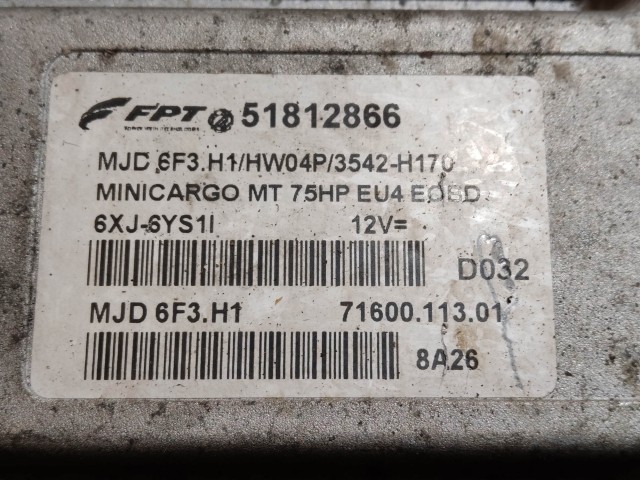 FPT 51812866
MJD 6F3.H1/HW04P/3542-H170
MINICARGO MT 75HP EU4 EOBD
6XJ-6YS1I 12V=
D032
MJD 6F3.H1 71600.113.01
8A26